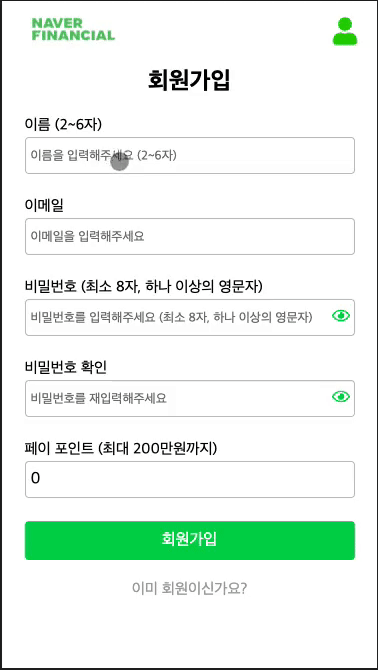 NAVER
FINANCIAL
회원가입
이름 (2~6자)
이름을 입력해주세요 (2~6자)
이메일
이메일을 입력해주세요
비밀번호 (최소 8자, 하나 이상의 영문자)
비밀번호를 입력해주세요 (최소 8자, 하나 이상의 영문자)
비밀번호 확인
비밀번호를 재입력해주세요
페이 포인트 (최대 200만원까지)
0
회원가입
이미 회원이신가요?